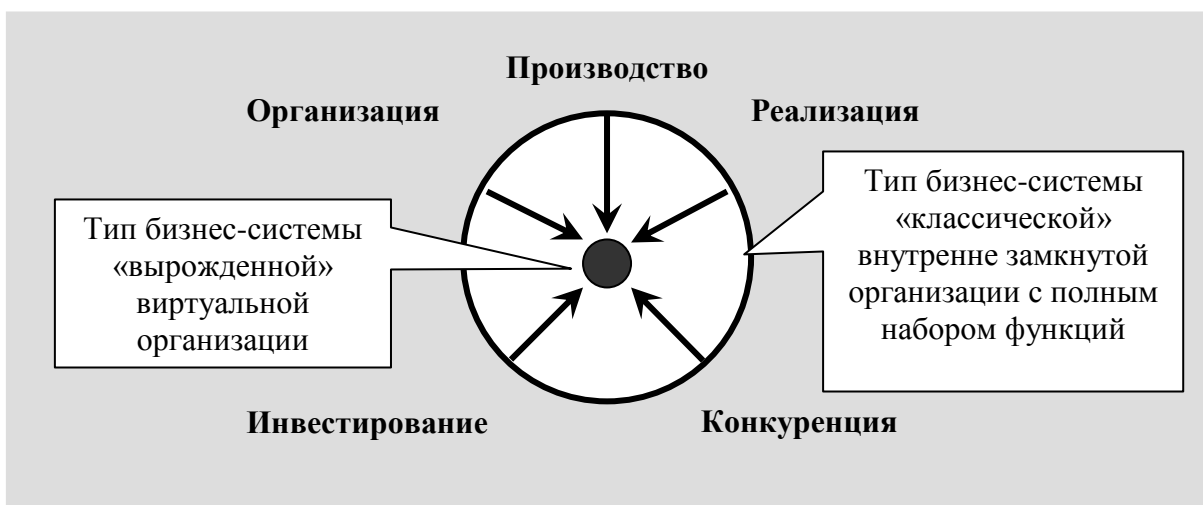 Производство
Организация
Реализация
Тип бизнес-системы
«вырожденной»
виртуальной
организации
Тип бизнес-системы
«классической»
внутренне замкнутой
организации с полным
набором функций
Инвестирование
Конкуренция